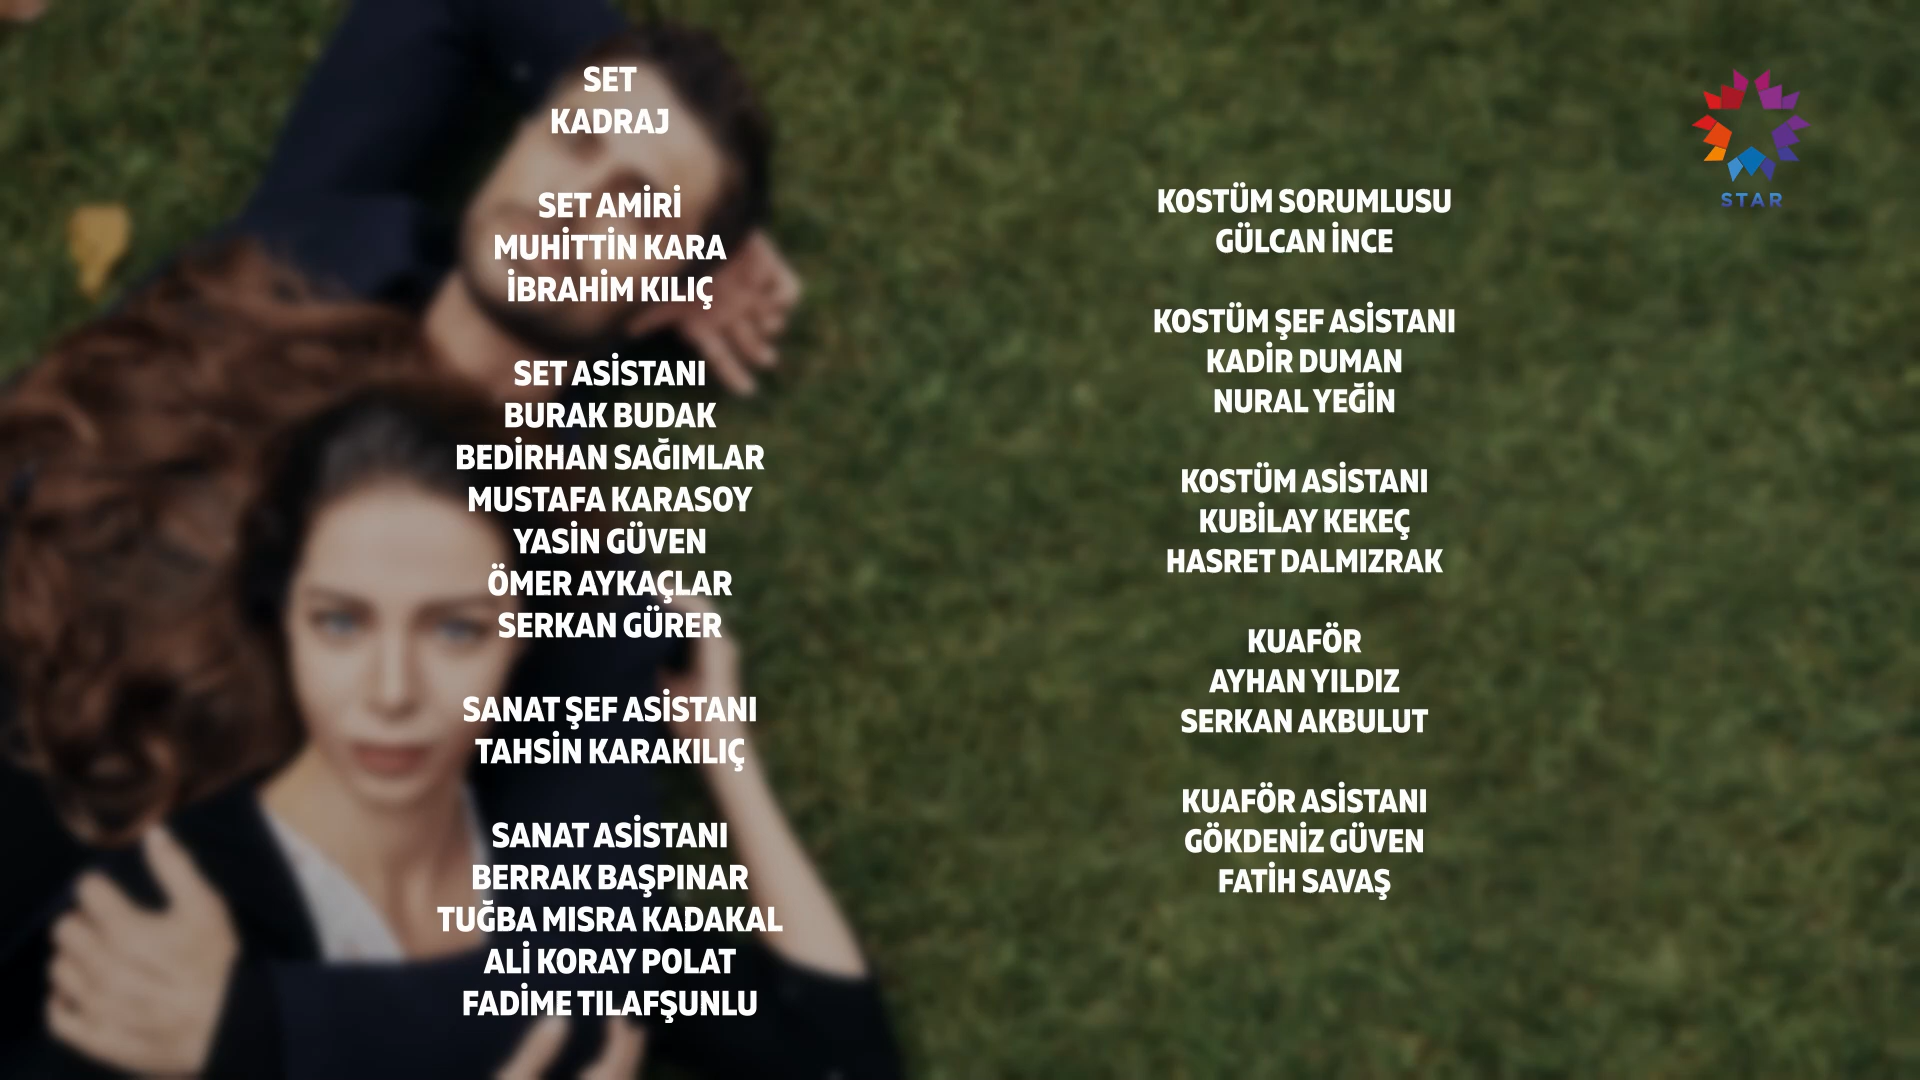 SET
KADRAJ
SET AMİRİ
MUHİTTİN KARA
İBRAHİM KILIÇ
SET ASİSTANI
BURAK BUDAK
BEDİRHAN SAĞIMLAR
MUSTAFA KARASOY
YASİN GÜVEN
ÖMER AYKAÇLAR
SERKAN GÜRER
SANAT ŞEF ASİSTANI
TAHSİN KARAKILIÇ
SANAT ASİSTANI
BERRAK BAŞPINAR
TUĞBA MISRA KADAKAL
ALİ KORAY POLAT
FADİME TILAFŞUNLU
KOSTÜM SORUMLUSU
GÜLCAN İNCE
KOSTÜM ŞEF ASİSTANI
KADİR DUMAN
NURAL YEĞİN
KOSTÜM ASİSTANI
KUBİLAY KEKEÇ
HASRET DALMIZRAK
KUAFÖR
AYHAN YILDIZ
SERKAN AKBULUT
KUAFÖR ASİSTANI
GÖKDENİZ GÜVEN
FATİH SAVAŞ
STAR